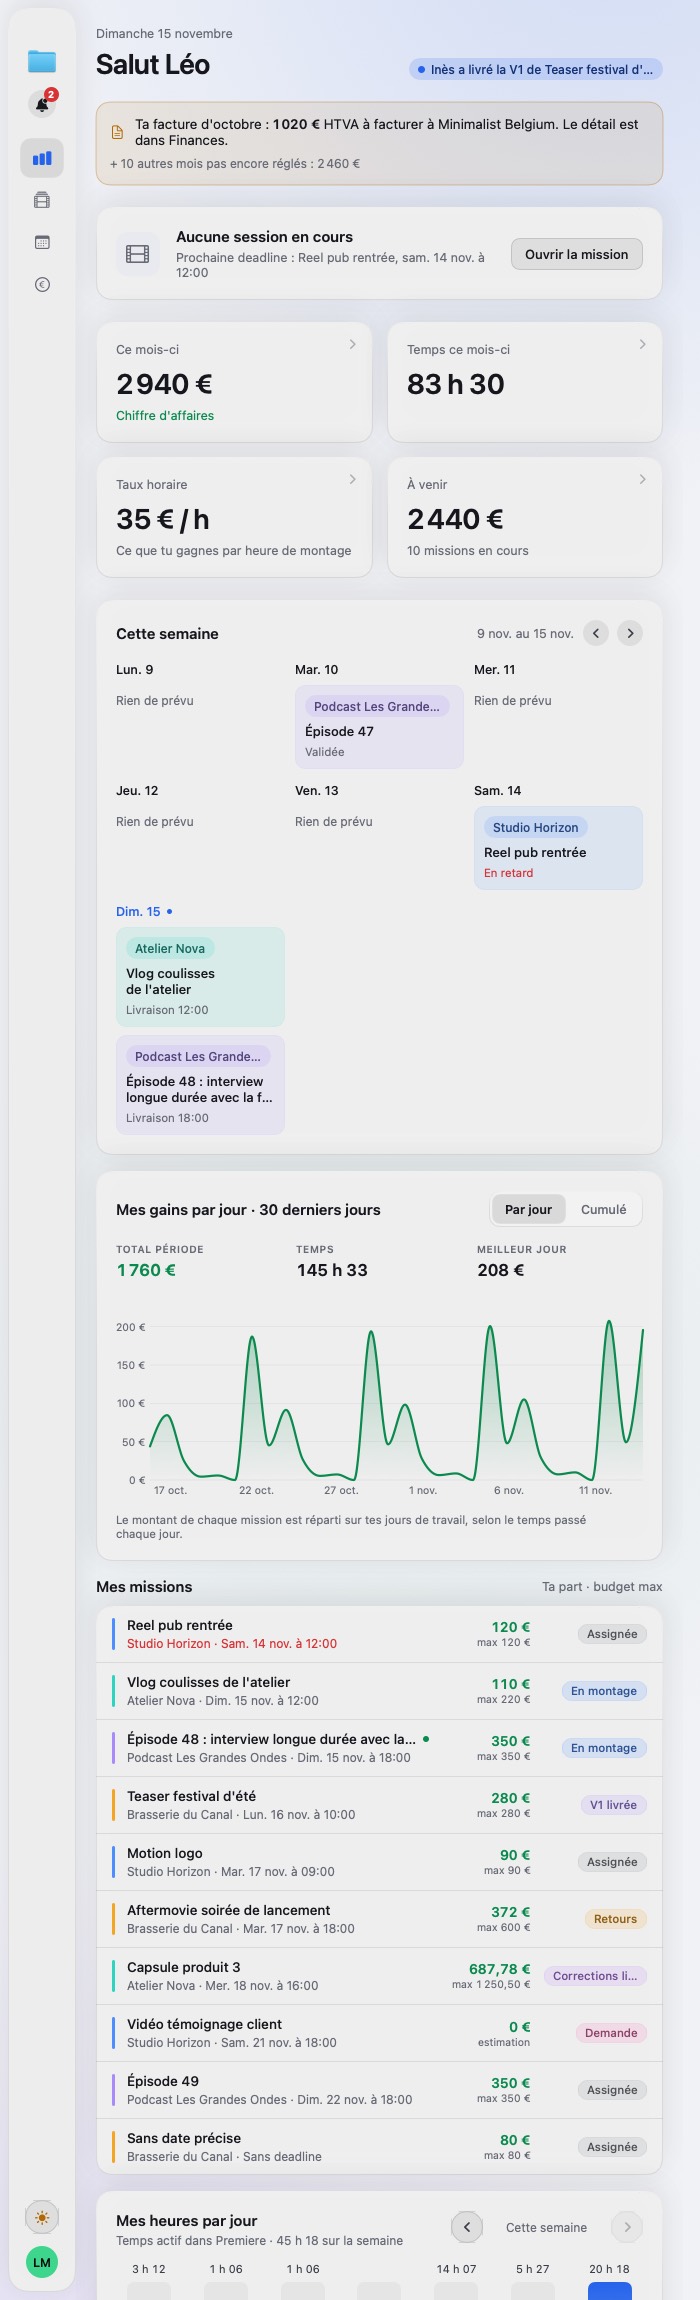 Dimanche 15 novembre
Salut Léo
Inès a livré la V1 de Teaser festival d'...
2
Ta facture d'octobre : 1 020 € HTVA à facturer à Minimalist Belgium. Le détail est
dans Finances.
+ 10 autres mois pas encore réglés : 2 460 €
Aucune session en cours
Prochaine deadline : Reel pub rentrée, sam. 14 nov. à
12:00
Ouvrir la mission
Ce mois-ci
2 940 €
Chiffre d'affaires
Temps ce mois-ci
83 h 30
Taux horaire
35 € / h
Ce que tu gagnes par heure de montage
À venir
2 440 €
10 missions en cours
Cette semaine
9 nov. au 15 nov.
Lun. 9
Rien de prévu
Mar. 10
Podcast Les Grande...
Épisode 47
Validée
Mer. 11
Rien de prévu
Jeu. 12
Rien de prévu
Ven. 13
Rien de prévu
Sam. 14
Studio Horizon
Reel pub rentrée
En retard
Dim. 15
Atelier Nova
Vlog coulisses
de l'atelier
Livraison 12:00
Podcast Les Grande...
Épisode 48 : interview
longue durée avec la f...
Livraison 18:00
Mes gains par jour · 30 derniers jours
Par jour
Cumulé
TOTAL PÉRIODE
1 760 €
TEMPS
145 h 33
MEILLEUR JOUR
208 €
200 €
150 €
100 €
50 €
0 €
17 oct.
22 oct.
27 oct.
1 nov.
6 nov.
11 nov.
Le montant de chaque mission est réparti sur tes jours de travail, selon le temps passé
chaque jour.
Mes missions
Ta part · budget max
Reel pub rentrée
Studio Horizon · Sam. 14 nov. à 12:00
120 €
max 120 €
Assignée
Vlog coulisses de l'atelier
Atelier Nova · Dim. 15 nov. à 12:00
110 €
max 220 €
En montage
Épisode 48 : interview longue durée avec la...
Podcast Les Grandes Ondes · Dim. 15 nov. à 18:00
350 €
max 350 €
En montage
Teaser festival d'été
Brasserie du Canal · Lun. 16 nov. à 10:00
280 €
max 280 €
V1 livrée
Motion logo
Studio Horizon · Mar. 17 nov. à 09:00
90 €
max 90 €
Assignée
Aftermovie soirée de lancement
Brasserie du Canal · Mar. 17 nov. à 18:00
372 €
max 600 €
Retours
Capsule produit 3
Atelier Nova · Mer. 18 nov. à 16:00
687,78 €
max 1 250,50 €
Corrections li...
Vidéo témoignage client
Studio Horizon · Sam. 21 nov. à 18:00
0 €
estimation
Demande
Épisode 49
Podcast Les Grandes Ondes · Dim. 22 nov. à 18:00
350 €
max 350 €
Assignée
Sans date précise
Brasserie du Canal · Sans deadline
80 €
max 80 €
Assignée
Mes heures par jour
Temps actif dans Premiere · 45 h 18 sur la semaine
Cette semaine
3 h 12
1 h 06
1 h 06
14 h 07
5 h 27
20 h 18
LM